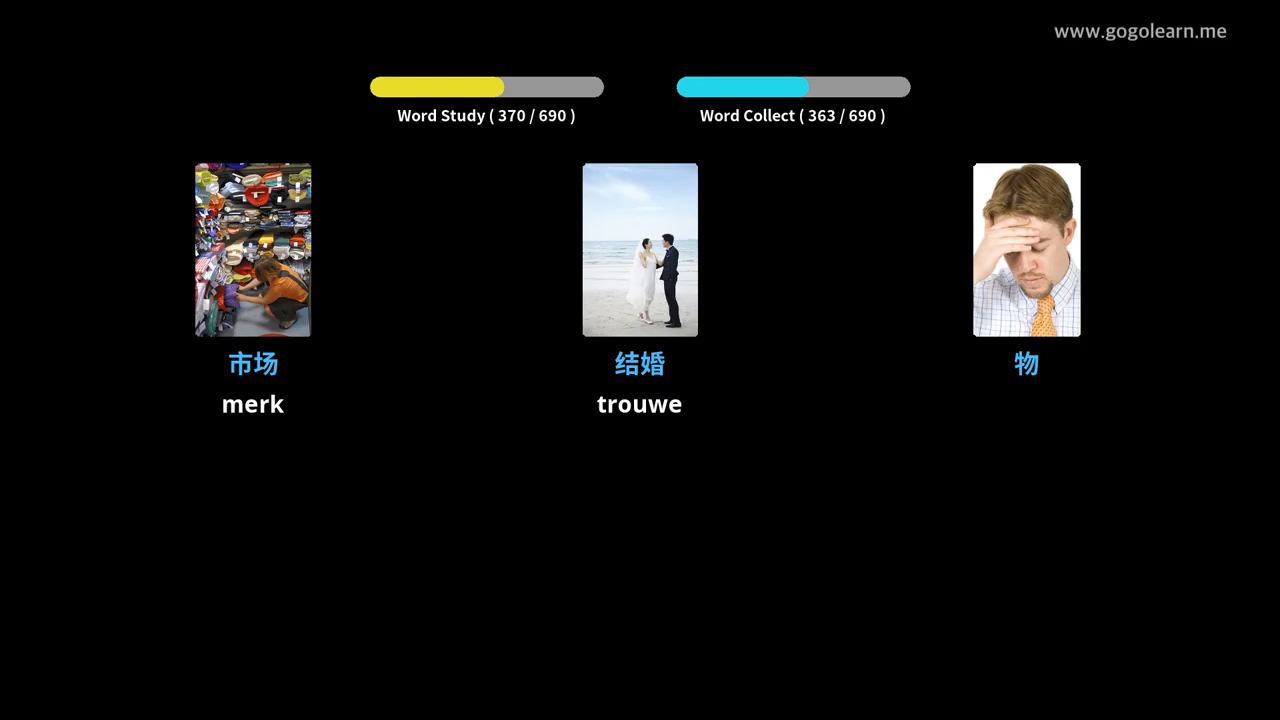 www.gogolearn.me
Word Study ( 370 / 690 )
Word Collect ( 363 / 690 )
市场
结婚
物
merk
trouwe